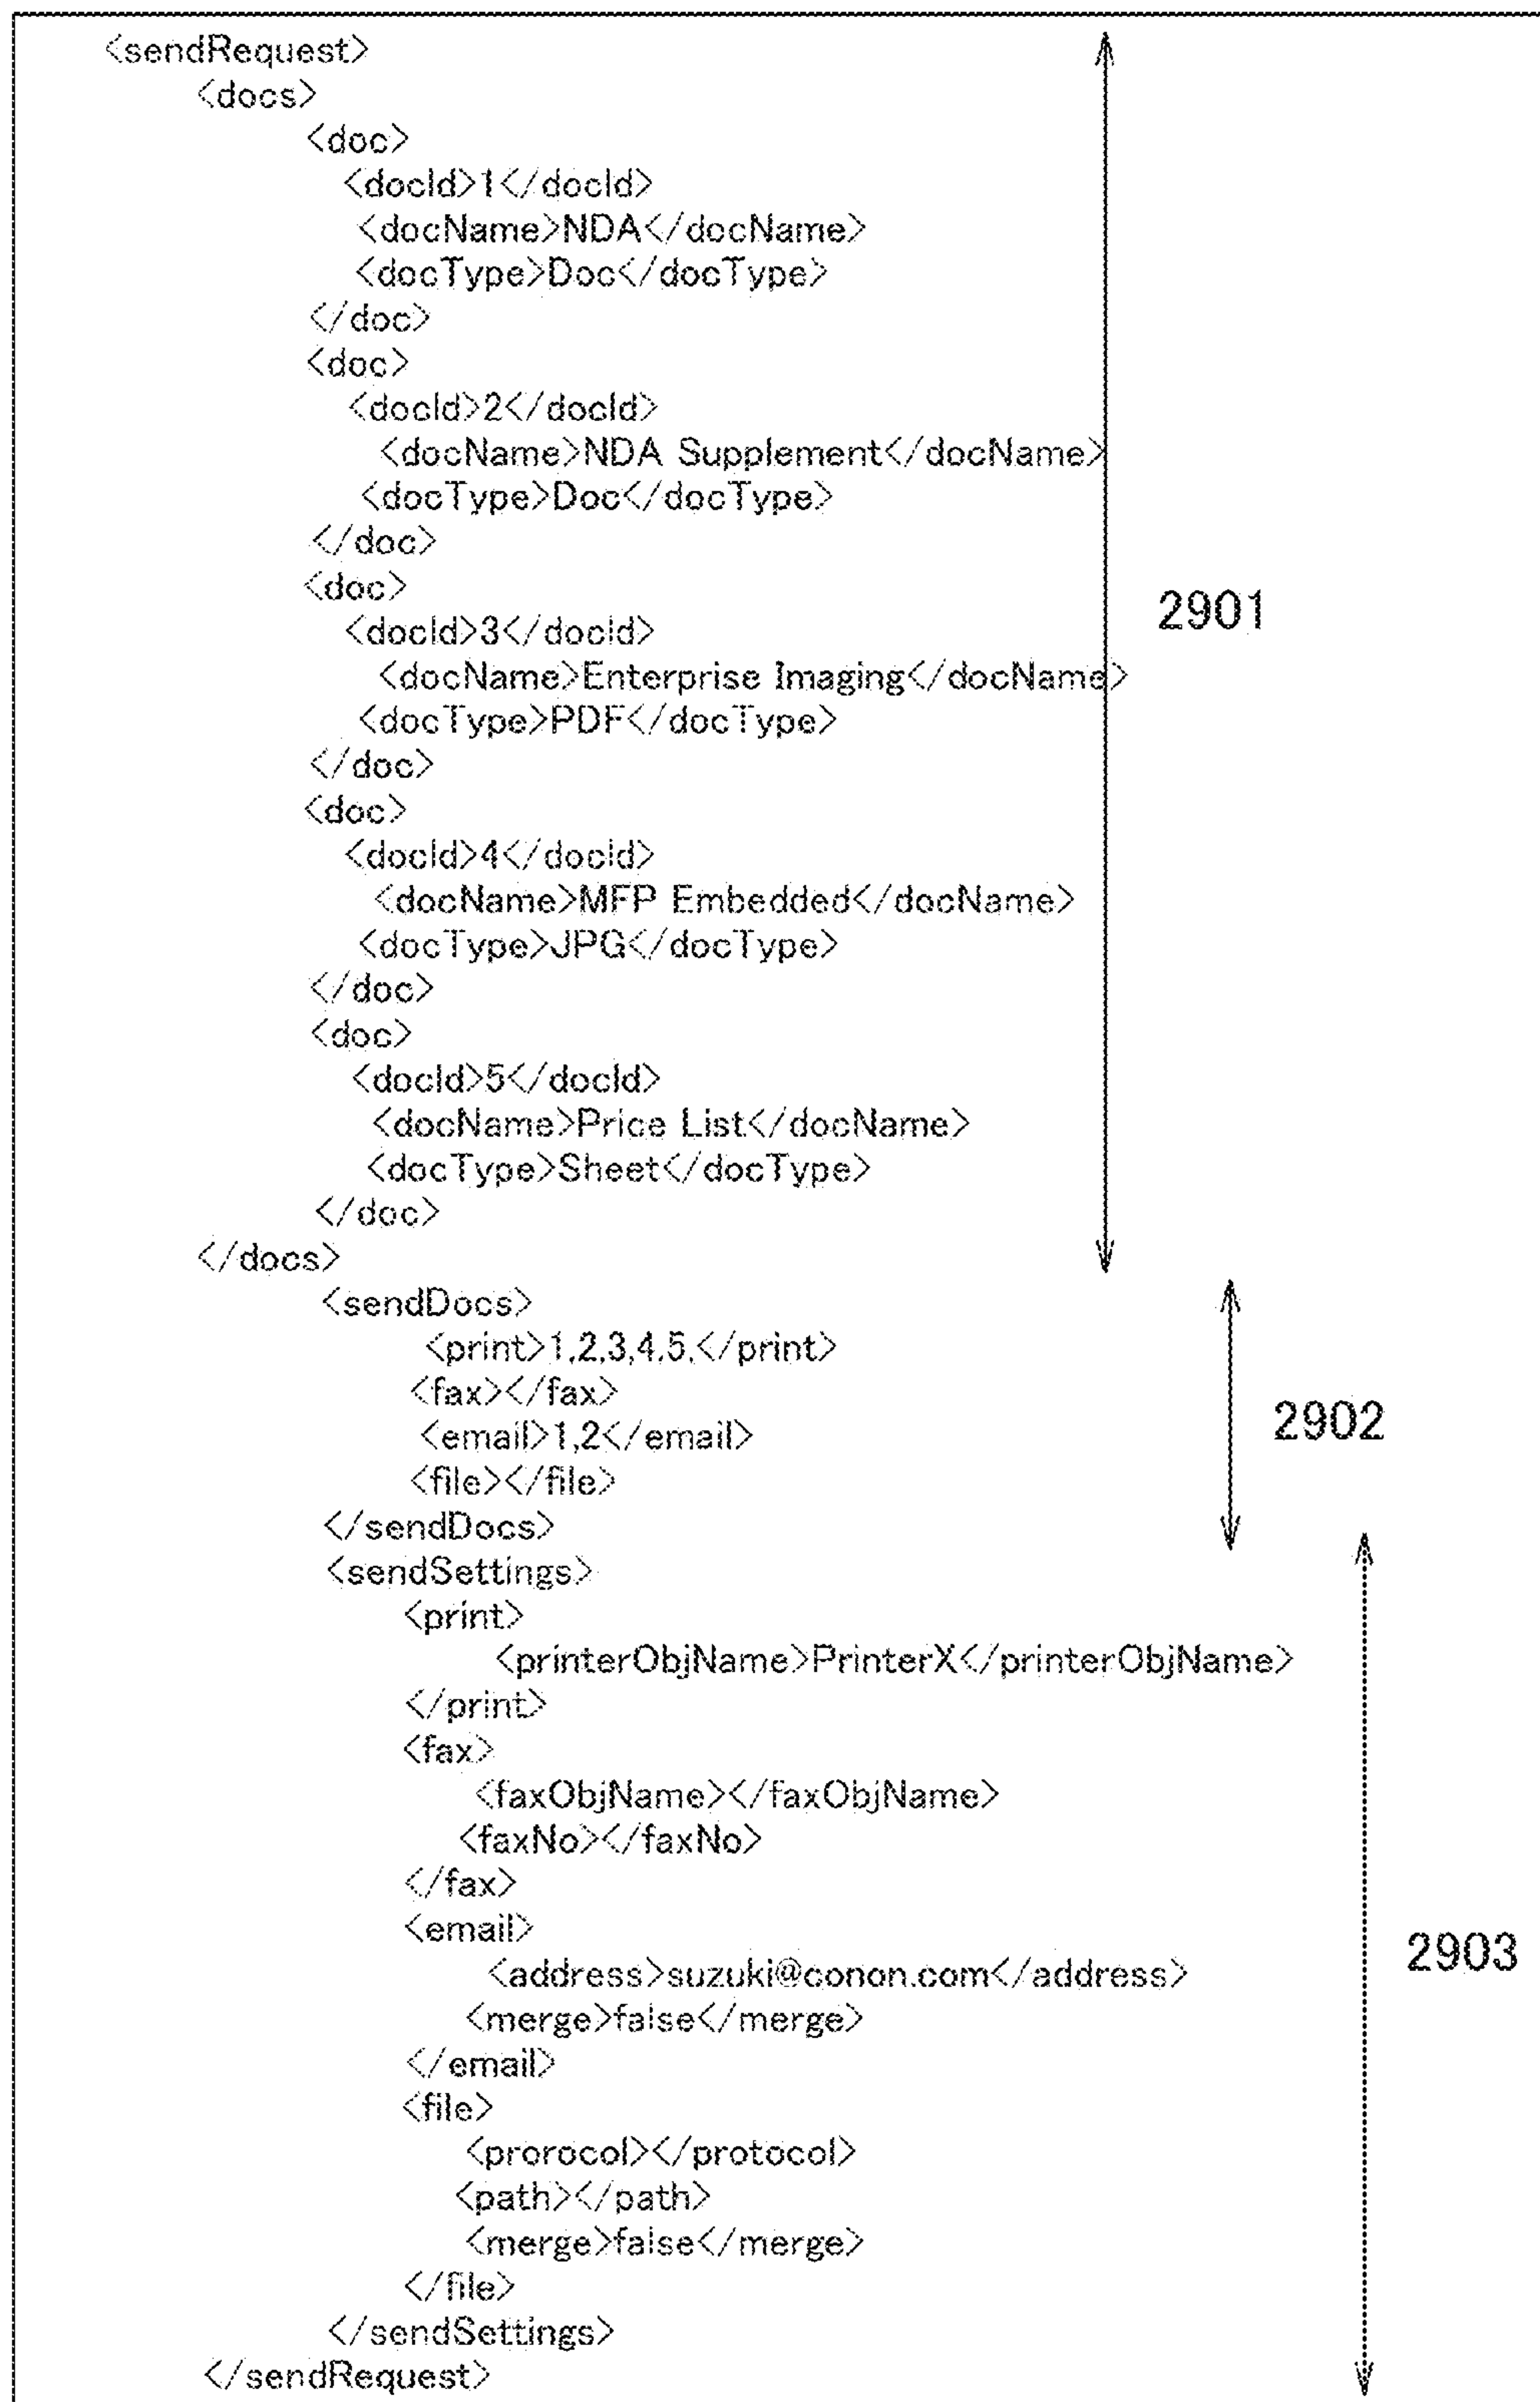 <sendRequest>
<docs>
<doc>
<docId>1</docId>
<docName>NDA</docName>
<docType>Doc</docType>
</doc>
<doc>
<docId>2</docId>
<docName>NDA Supplement</docName>
<docType>Doc</docType>
</doc>
<doc>
2901
<docId>3</docId>
<docName>Enterprise Imaging</docName>
<docType>PDF</docType>
</doc>
<doc>
<docId>4</docId>
<docName>MFP Embedded</docName>
<docType>JPG</docType>
</doc>
<doc>
<docId>5</docId>
<docName>Price List</docName>
<docType>Sheet</docType>
</doc>
</docs>
<sendDocs>
<print>1,2,3,4,5,</print>
<fax></fax>
2902
<email>1,2</email>
<file></file>
</sendDocs>
<sendSettings>
<print>
<printerObjName>PrinterX</printerObjName>
</print>
<fax>
<faxObjName></faxObjName>
<faxNo></faxNo>
</fax>
<email>
2903
<address>suzuki@conon.com</address>
<merge>false</merge>
</email>
<file>
<prorocol></protocol>
<path></path>
<merge>false</merge>
</file>
</sendSettings>
</sendRequest>